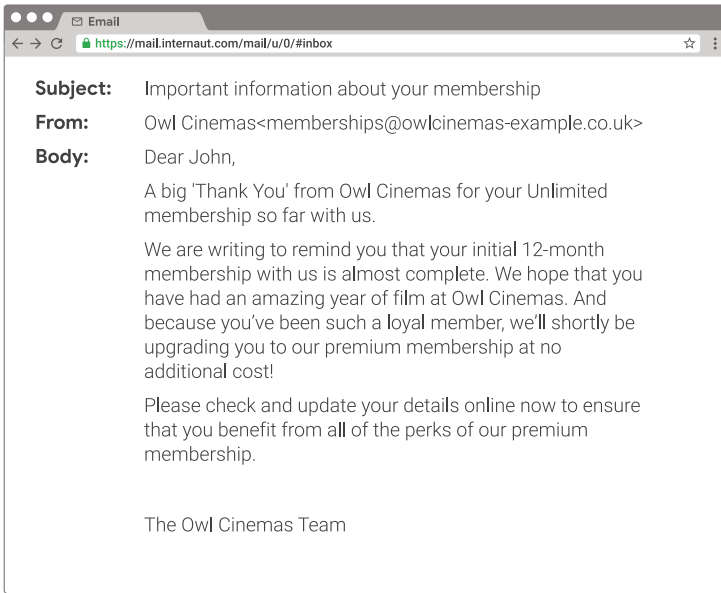 Email
https://mail.internaut.com/mail/u/0/#inbox
Subject: Important information about your membership
From: Owl Cinemas<memberships@owlcinemas-example.co.uk>
Body: Dear John,
A big 'Thank You' from Owl Cinemas for your Unlimited
membership so far with us.
We are writing to remind you that your initial 12-month
membership with us is almost complete. We hope that you
have had an amazing year of film at Owl Cinemas. And
because you’ve been such a loyal member, we’ll shortly be
upgrading you to our premium membership at no
additional cost!
Please check and update your details online now to ensure
that you benefit from all of the perks of our premium
membership.
The Owl Cinemas Team